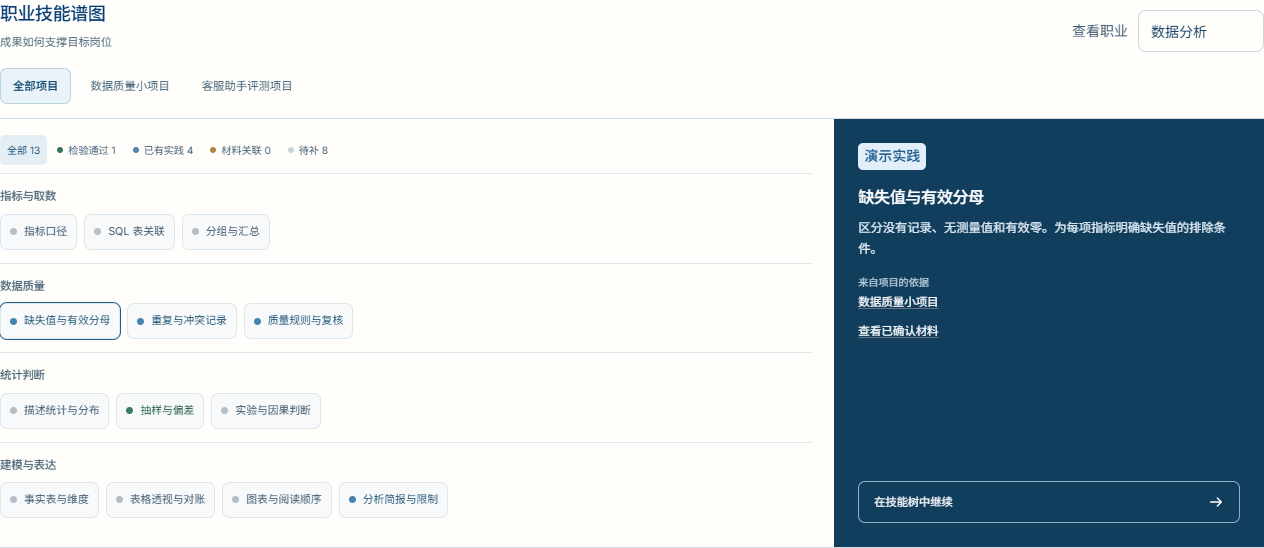 职业技能谱图
成果如何支撑目标岗位
查看职业 数据分析
全部项目 数据质量小项目 客服助手评测项目
全部 13 检验通过 1 已有实践 4 材料关联 0 待补 8
指标与取数
指标口径 SQL 表关联 分组与汇总
数据质量
缺失值与有效分母 重复与冲突记录 质量规则与复核
统计判断
描述统计与分布 抽样与偏差 实验与因果判断
建模与表达
事实表与维度 表格透视与对账 图表与阅读顺序 分析简报与限制
演示实践
缺失值与有效分母
区分没有记录、无测量值和有效零。为每项指标明确缺失值的排除条
件。
来自项目的依据
数据质量小项目
查看已确认材料
在技能树中继续